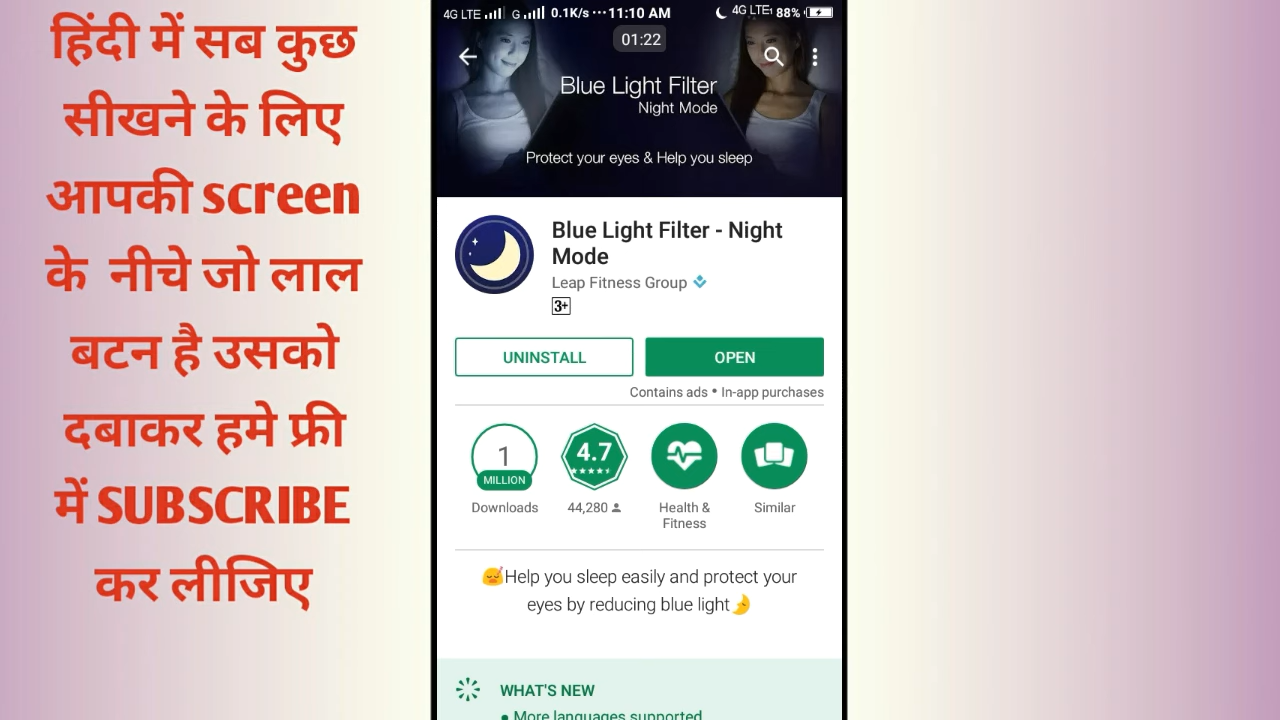 हिंदी में सब कुछ
सीखने के लिए
आपकी screen
के नीचे जो लाल
बटन है उसको
दबाकर हमे फ्री
में SUBSCRIBE
कर लीजिए
4G LTE G 0.1K/s ••• 11:10 AM 4G LTE 88%
01:22
Blue Light Filter
Night Mode
Protect your eyes & Help you sleep
Blue Light Filter - Night
Mode
Leap Fitness Group
3+
UNINSTALL OPEN
Contains ads • In-app purchases
1 4.7
MILLION
Downloads 44,280 Health & Similar
Fitness
Help you sleep easily and protect your
eyes by reducing blue light
WHAT'S NEW
• More languages supported